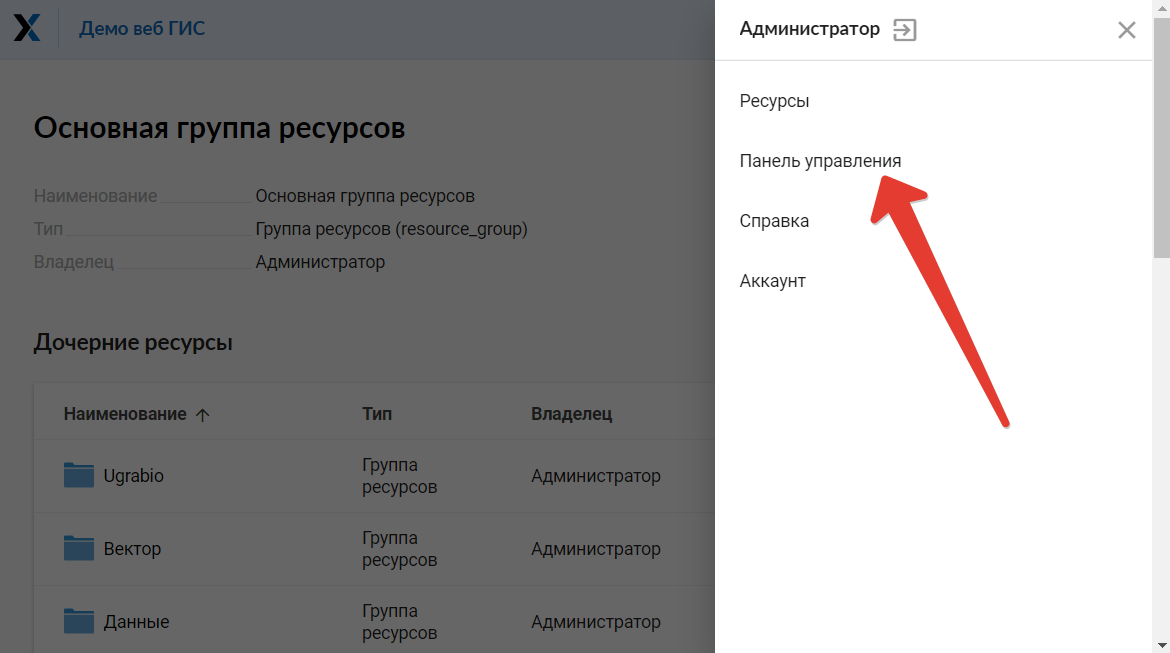 Демо веб ГИС
Основная группа ресурсов
Наименование Основная группа ресурсов
Тип Группа ресурсов (resource_group)
Владелец Администратор
Дочерние ресурсы
Наименование Тип Владелец
Ugrabio Группа ресурсов Администратор
Вектор Группа ресурсов Администратор
Данные Группа ресурсов Администратор
Администратор
Ресурсы
Панель управления
Справка
Аккаунт